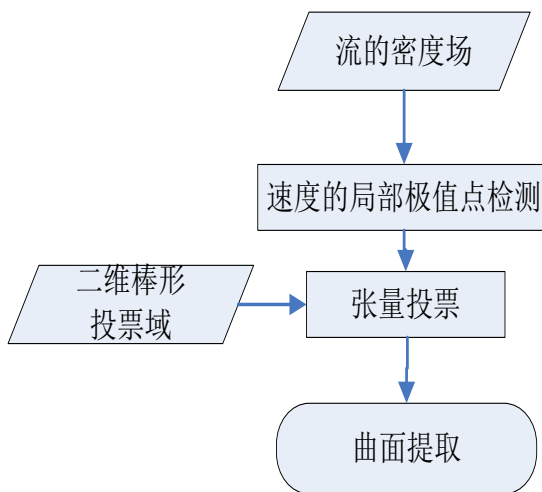 流的密度场
速度的局部极值点检测
二维棒形
投票域
张量投票
曲面提取